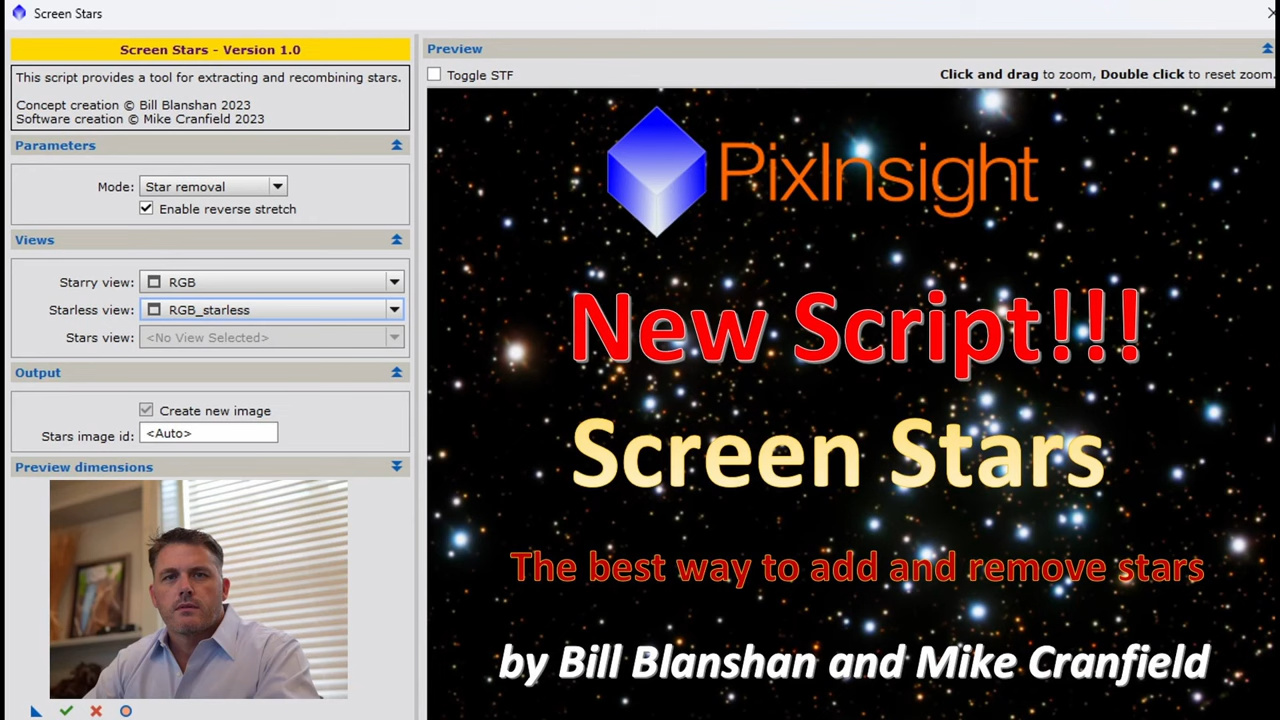 Screen Stars
Screen Stars - Version 1.0
This script provides a tool for extracting and recombining stars.
Concept creation © Bill Blanshan 2023
Software creation © Mike Cranfield 2023
Parameters
Mode: Star removal
Enable reverse stretch
Views
Starry view: RGB
Starless view: RGB_starless
Stars view: <No View Selected>
Output
Create new image
Stars image id: <Auto>
Preview dimensions
Preview
Toggle STF
Click and drag to zoom, Double click to reset zoom.
PixInsight
New Script!!!
Screen Stars
The best way to add and remove stars
by Bill Blanshan and Mike Cranfield